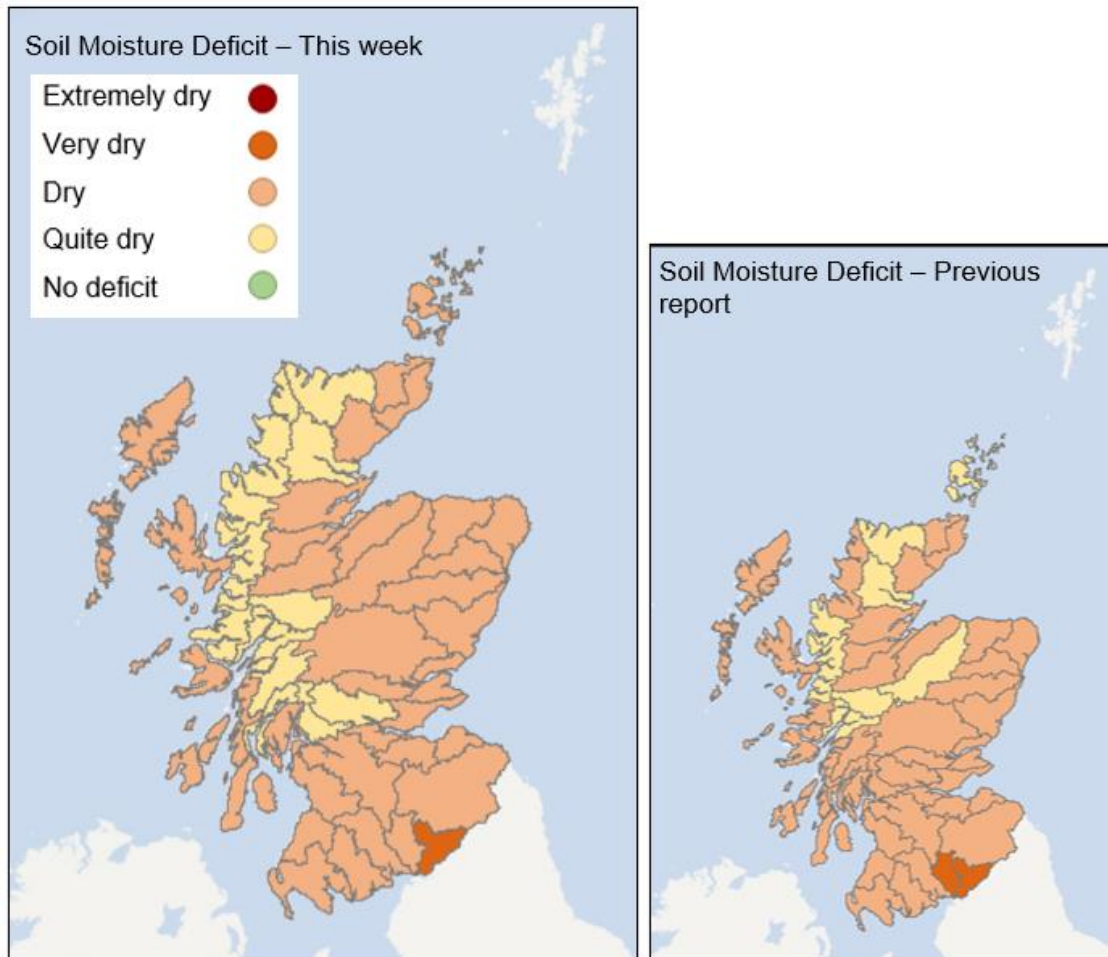 Soil Moisture Deficit – This week
Extremely dry
Very dry
Dry
Quite dry
No deficit
Soil Moisture Deficit – Previous
report